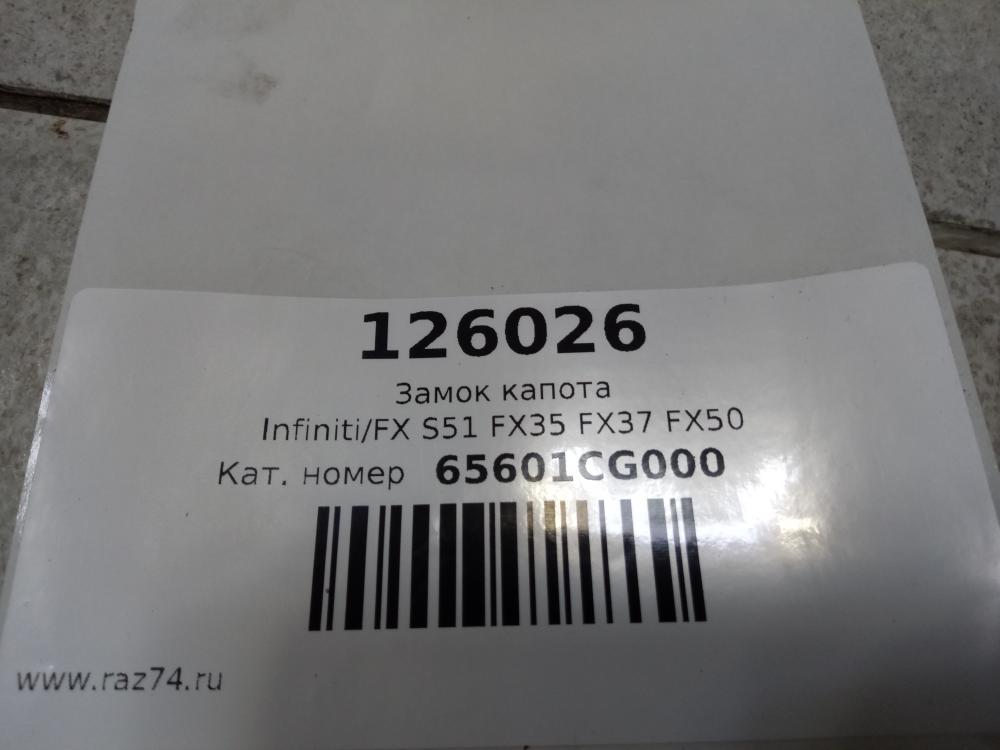 126026
Замок капота
Infiniti/FX S51 FX35 FX37 FX50
Кат. номер 65601CG000
www.raz74.ru